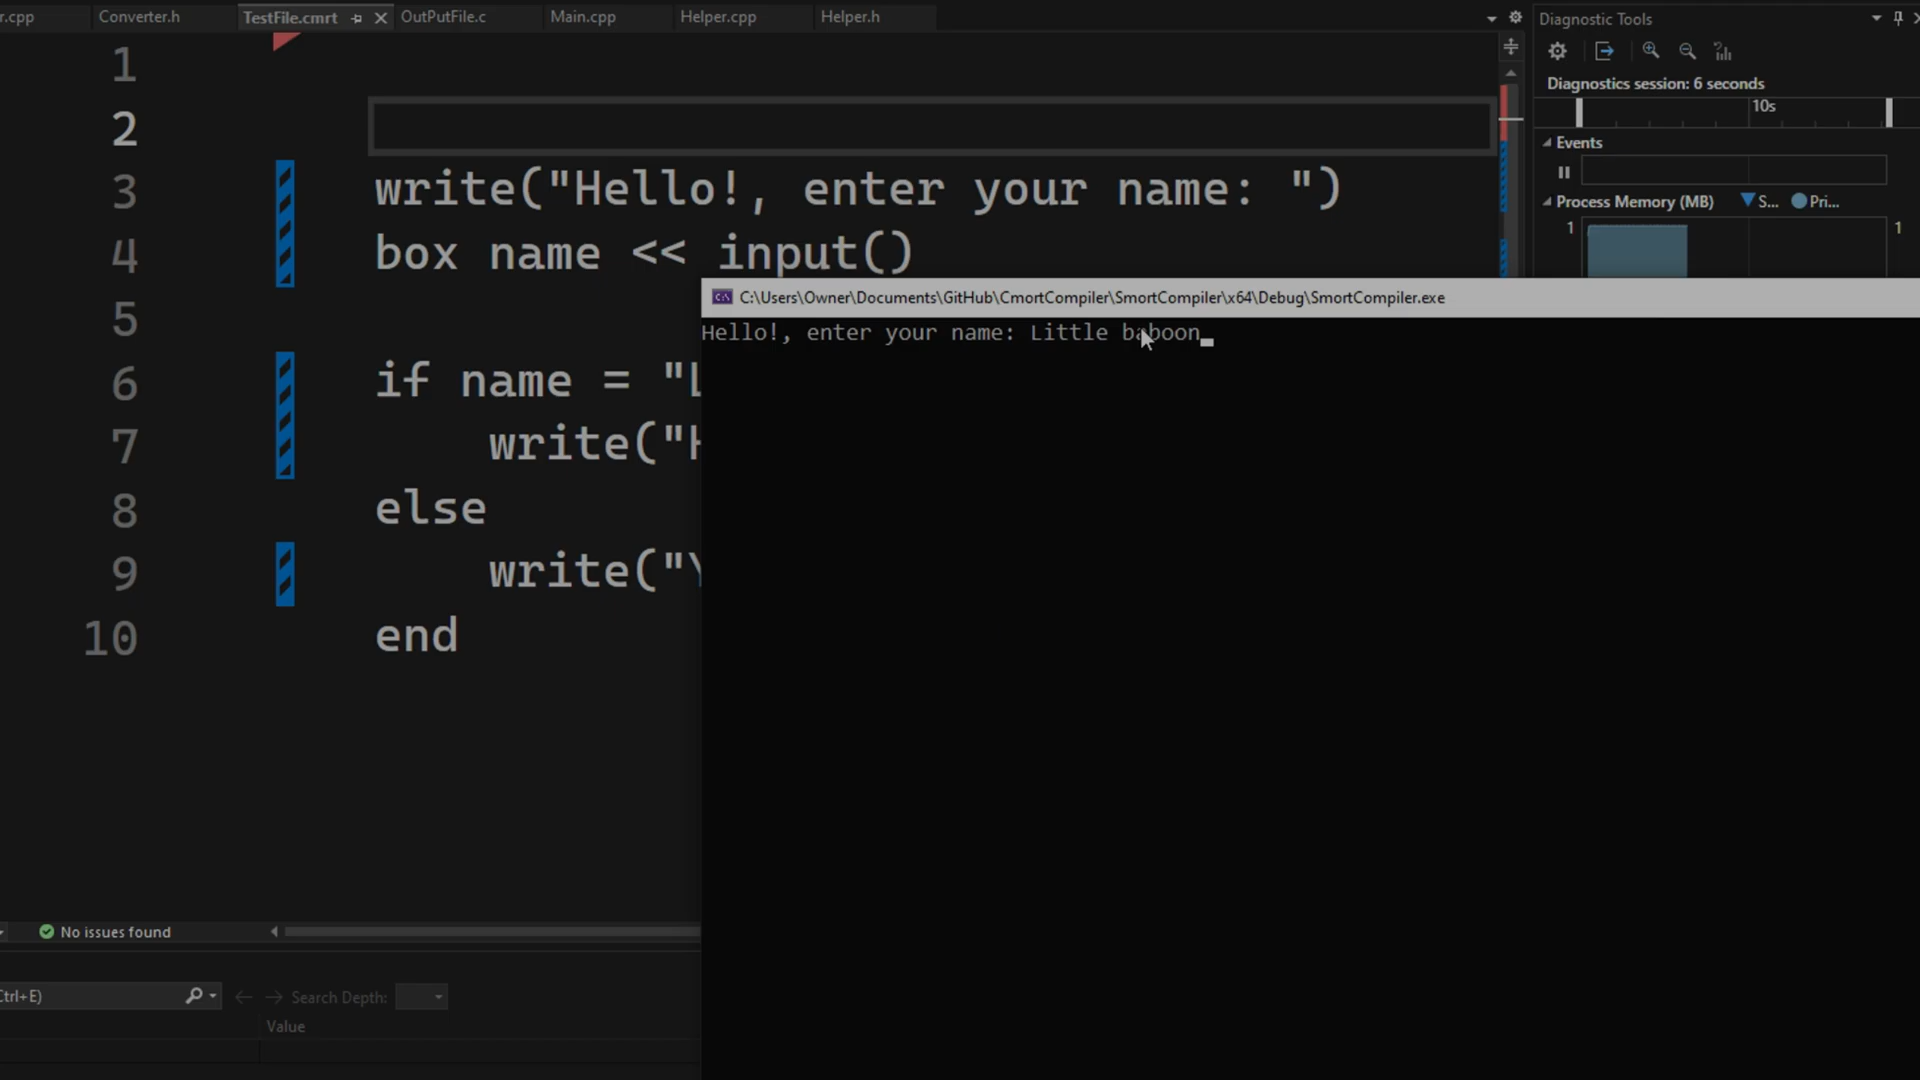 r.cpp Converter.h TestFile.cmrt OutPutFile.c Main.cpp Helper.cpp Helper.h
Diagnostic Tools
Diagnostics session: 6 seconds
10s
Events
Process Memory (MB) S... Pri...
1 1
1
2
3 write("Hello!, enter your name: ")
4 box name << input()
5
6 if name = "L
7 write("H
8 else
9 write("Y
10 end
C:\Users\Owner\Documents\GitHub\CmortCompiler\SmortCompiler\x64\Debug\SmortCompiler.exe
Hello!, enter your name: Little baboon
No issues found
Ctrl+E)
Search Depth:
Value